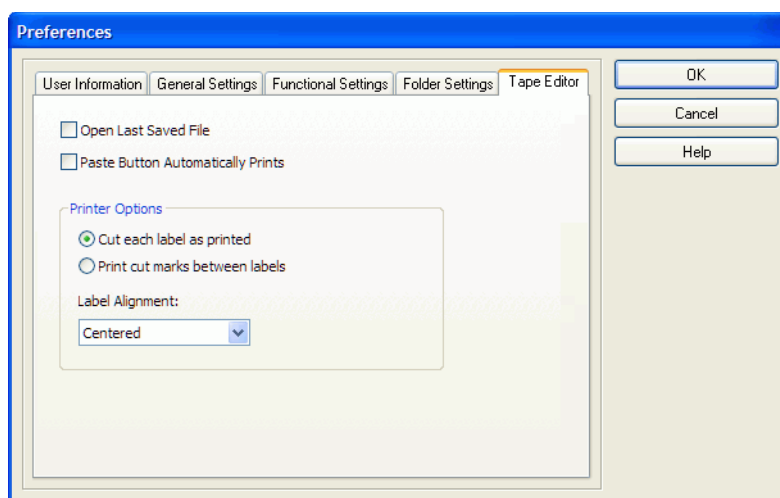 Preferences
User Information General Settings Functional Settings Folder Settings Tape Editor
OK
Cancel
Help
Open Last Saved File
Paste Button Automatically Prints
Printer Options
Cut each label as printed
Print cut marks between labels
Label Alignment:
Centered